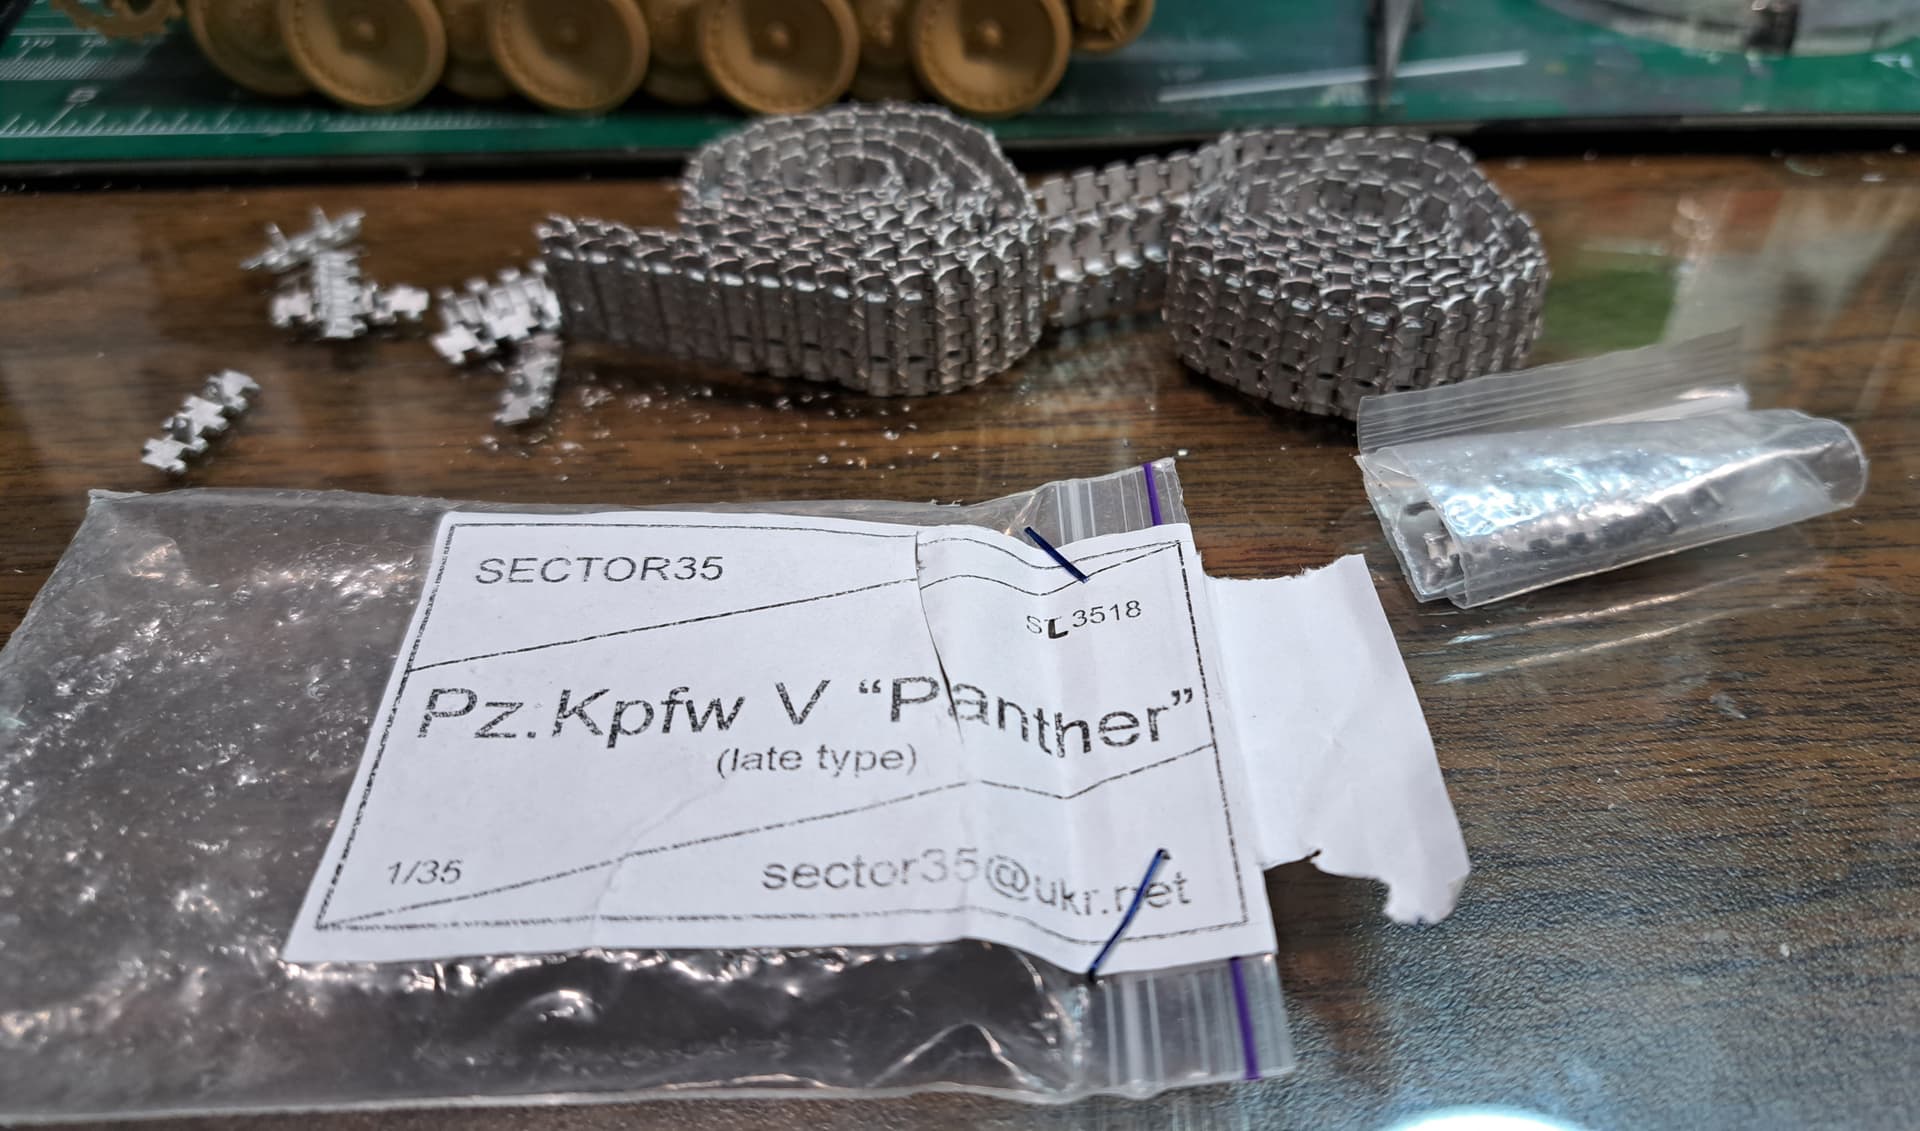 SECTOR35
SL3518
Pz.Kpfw V “Panther”
(late type)
1/35
sector35@ukr.net